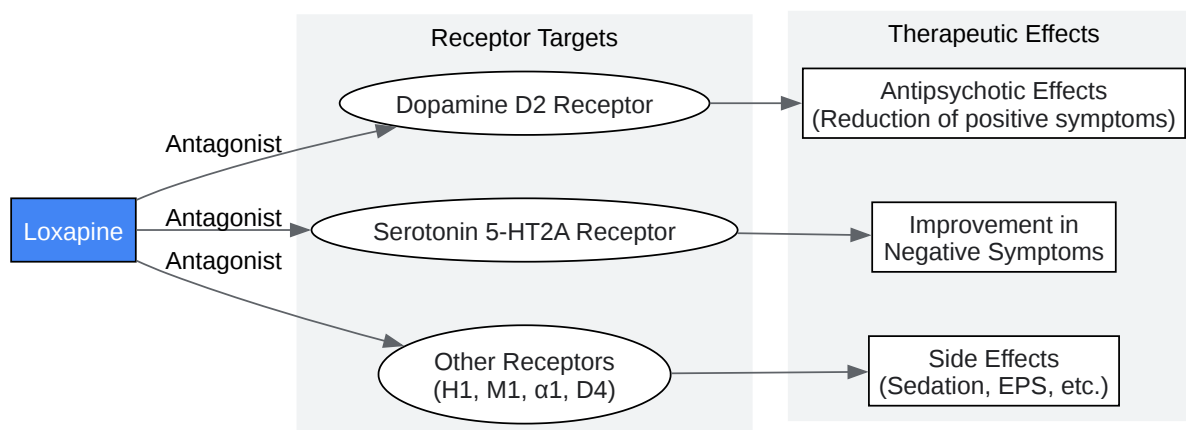 Receptor Targets
Therapeutic Effects
Dopamine D2 Receptor
Antipsychotic Effects
(Reduction of positive symptoms)
Antagonist
Loxapine
Antagonist
Serotonin 5-HT2A Receptor
Improvement in
Negative Symptoms
Antagonist
Other Receptors
(H1, M1, α1, D4)
Side Effects
(Sedation, EPS, etc.)